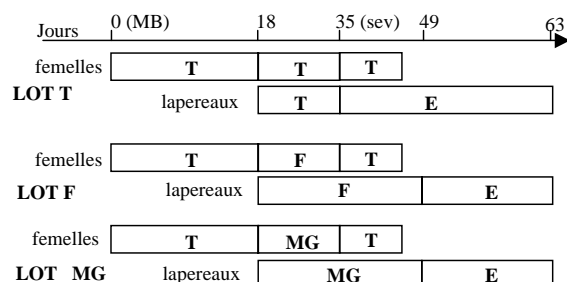 Jours 0 (MB) 18 35 (sev) 49 63
femelles T T T
LOT T
lapereaux T E
femelles T F T
LOT F lapereaux F E
femelles T MG T
LOT MG lapereaux MG E